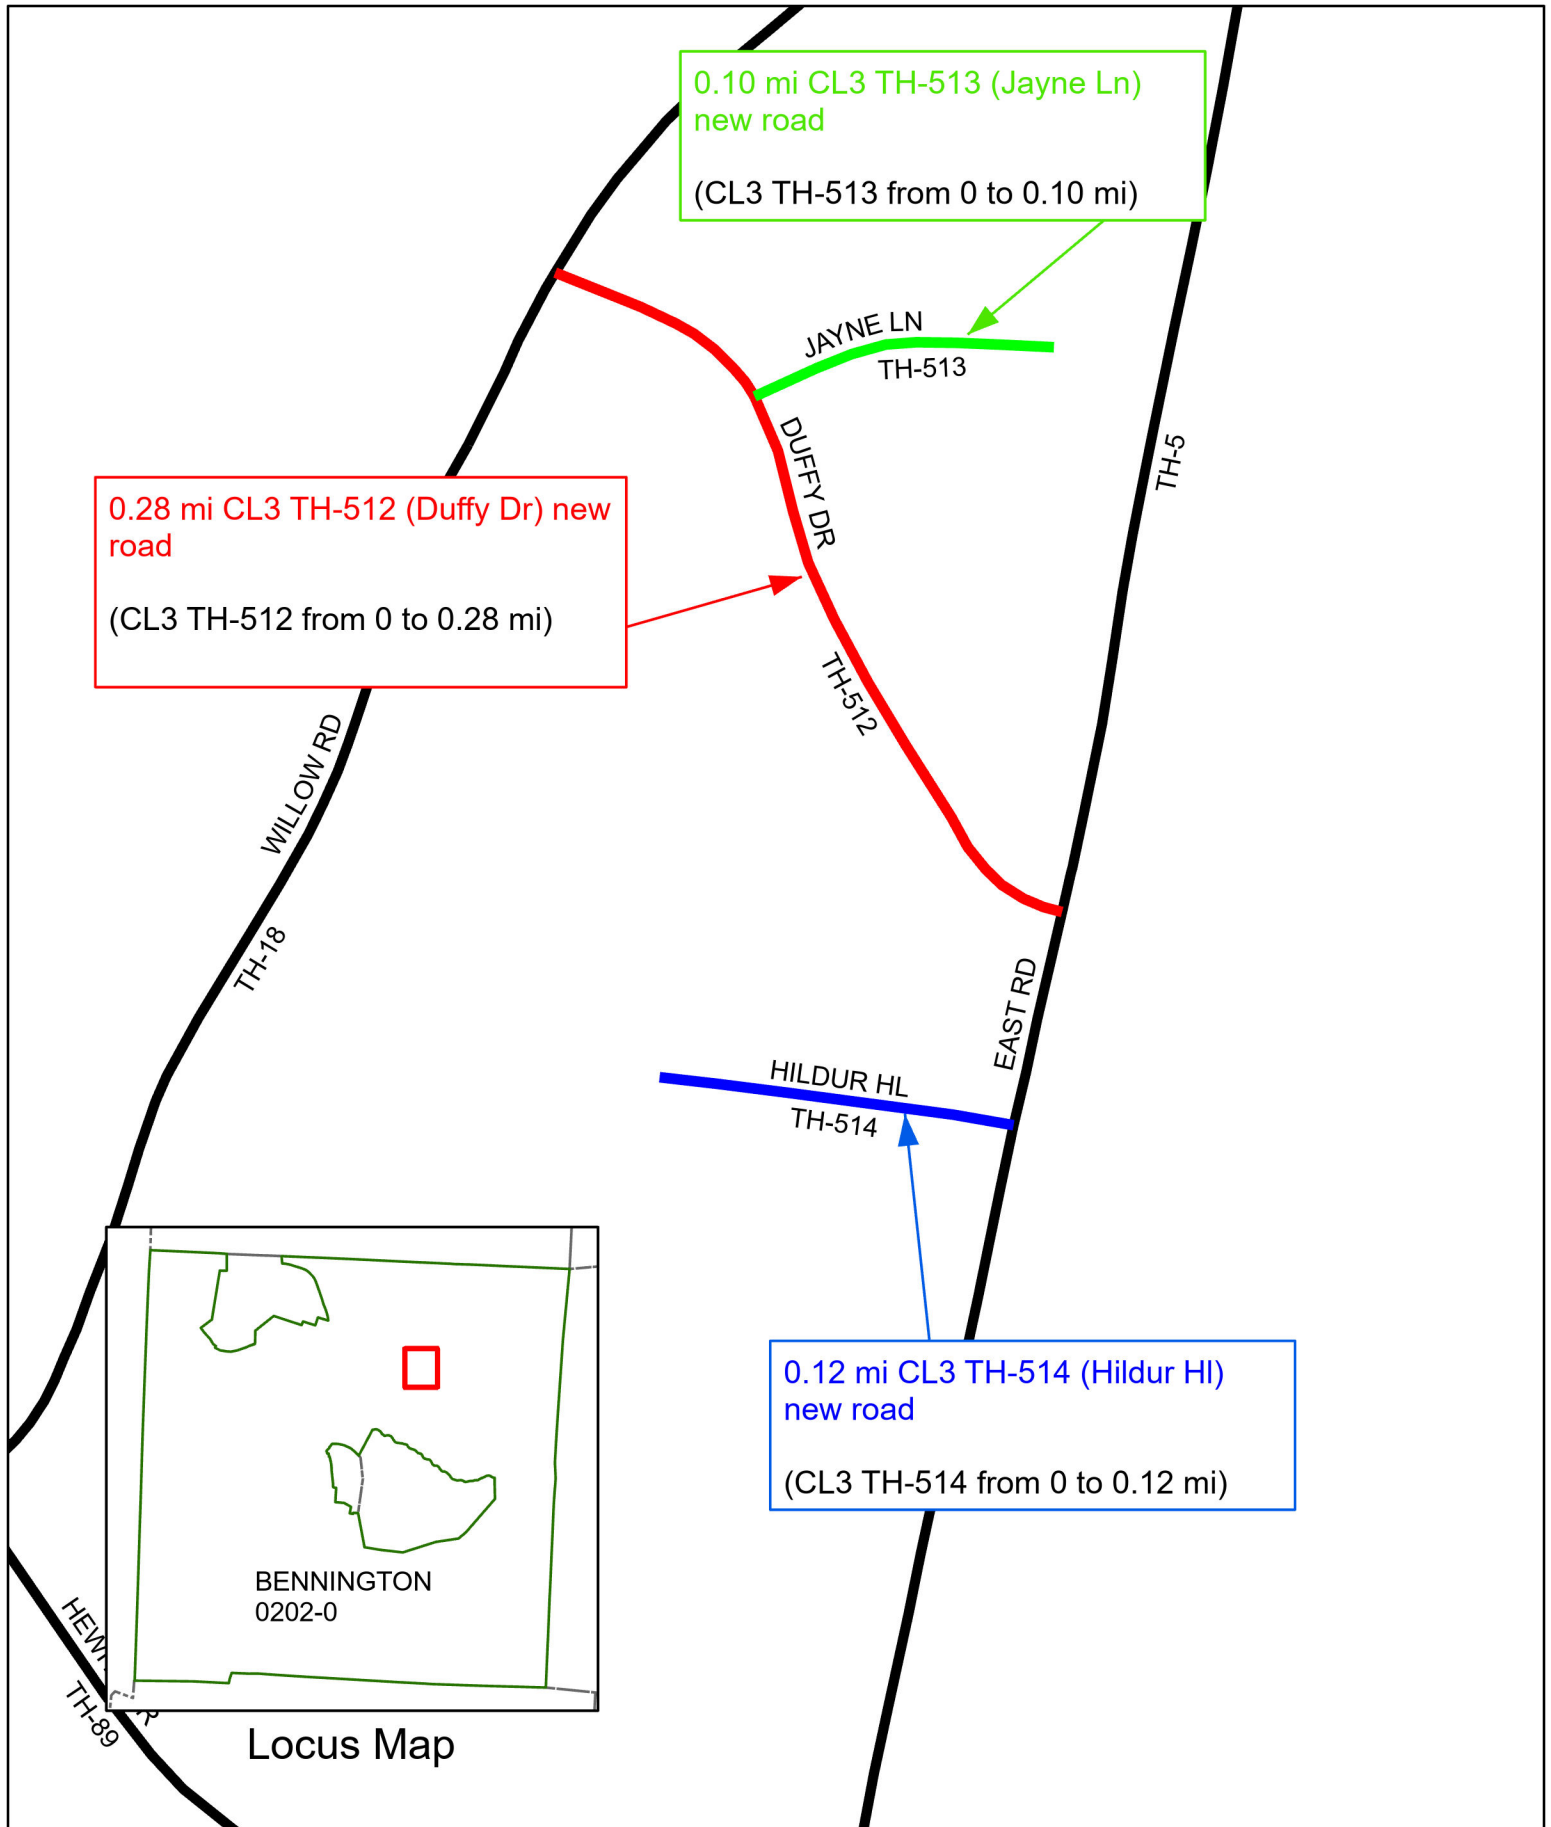 0.10 mi CL3 TH-513 (Jayne Ln)
new road
(CL3 TH-513 from 0 to 0.10 mi)
JAYNE LN
TH-513
DUFFY DR
TH-5
0.28 mi CL3 TH-512 (Duffy Dr) new
road
(CL3 TH-512 from 0 to 0.28 mi)
TH-512
WILLOW RD
TH-18
EAST RD
HILDUR HL
TH-514
0.12 mi CL3 TH-514 (Hildur Hl)
new road
(CL3 TH-514 from 0 to 0.12 mi)
BENNINGTON
0202-0
TH-89
Locus Map